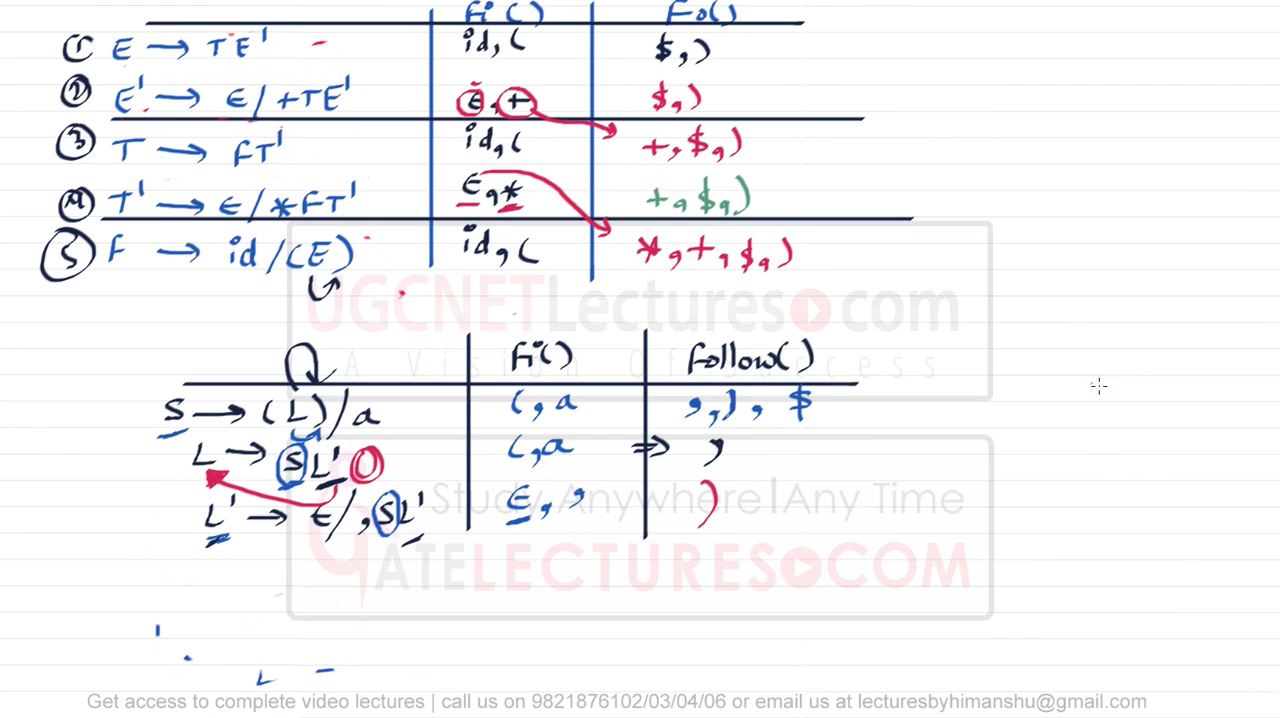 Fi() Fo()
① E → TE' id, ( $, )
② E' → ε/+TE' ε, + $, )
③ T → FT' id, ( +, $, )
④ T' → ε/*FT' ε, * +, $, )
⑤ F → id/(E) id, ( *, +, $, )
UGCNETLectures.com
A Vision Of Success
Fi() Follow()
S → (L)/a (, a ,, ), $
L → SL' (, a ⇒ )
L' → ε/,SL' ε, , )
Study Anywhere|Any Time
GATELECTURES.COM
Get access to complete video lectures | call us on 9821876102/03/04/06 or email us at lecturesbyhimanshu@gmail.com